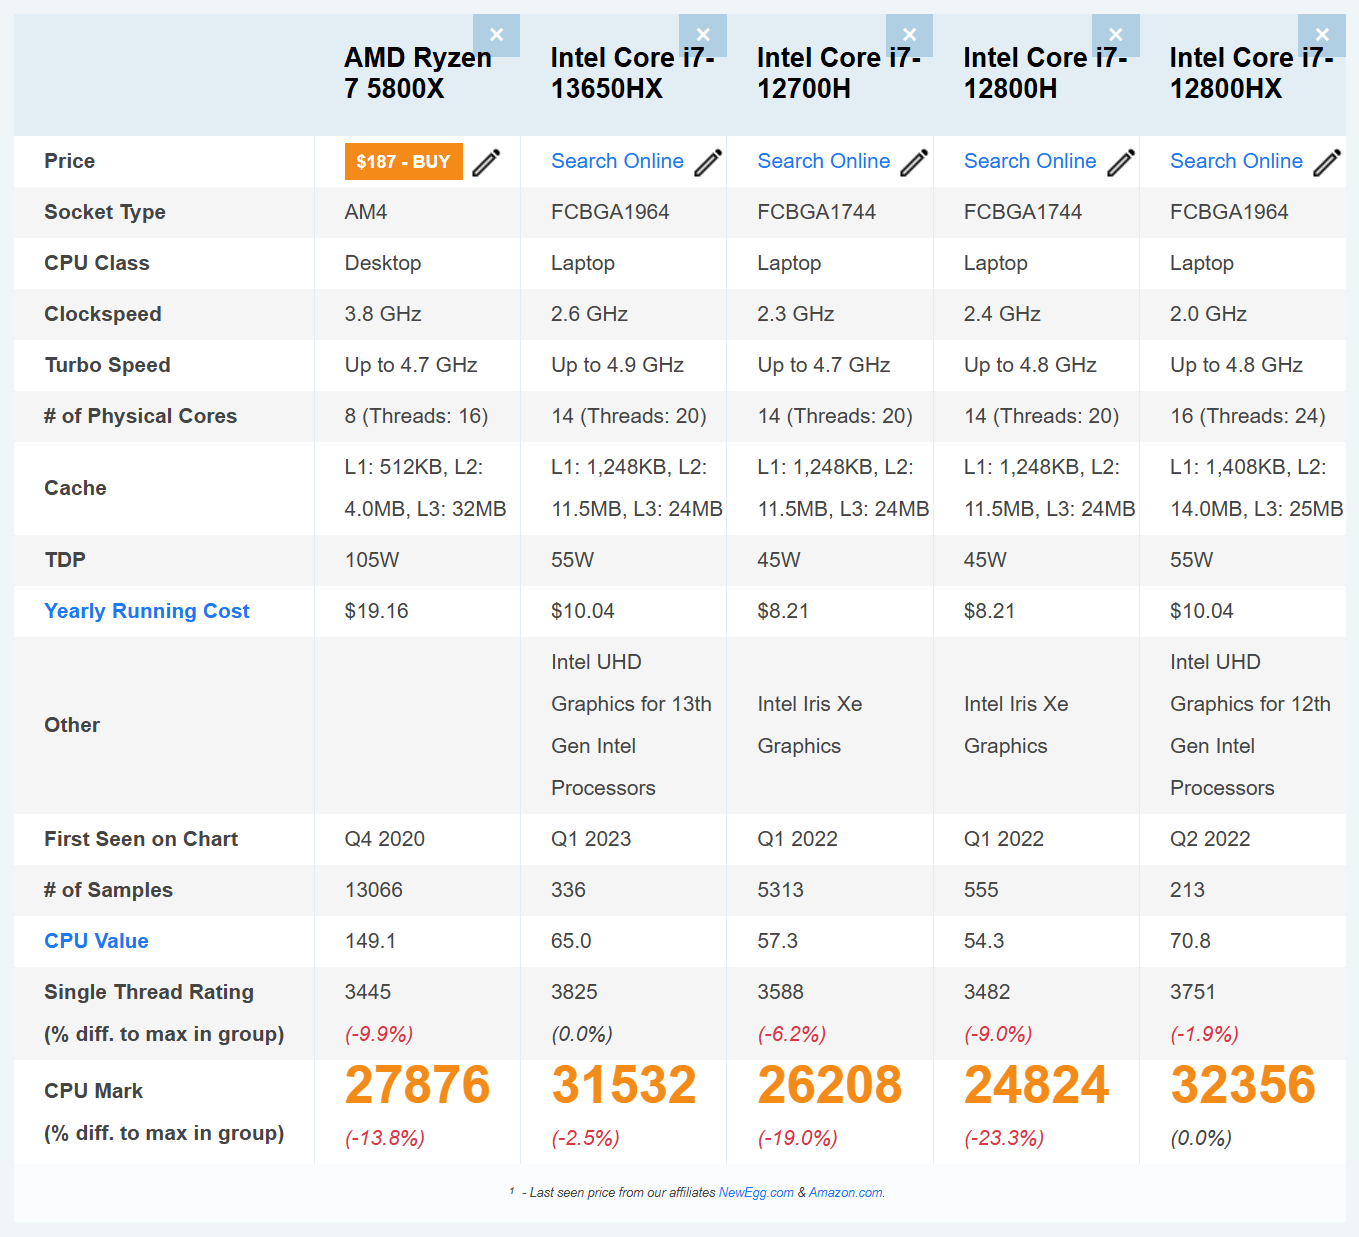 × × × × ×
AMD Ryzen Intel Core i7- Intel Core i7- Intel Core i7- Intel Core i7-
7 5800X 13650HX 12700H 12800H 12800HX
Price $187 - BUY Search Online Search Online Search Online Search Online
Socket Type AM4 FCBGA1964 FCBGA1744 FCBGA1744 FCBGA1964
CPU Class Desktop Laptop Laptop Laptop Laptop
Clockspeed 3.8 GHz 2.6 GHz 2.3 GHz 2.4 GHz 2.0 GHz
Turbo Speed Up to 4.7 GHz Up to 4.9 GHz Up to 4.7 GHz Up to 4.8 GHz Up to 4.8 GHz
# of Physical Cores 8 (Threads: 16) 14 (Threads: 20) 14 (Threads: 20) 14 (Threads: 20) 16 (Threads: 24)
Cache L1: 512KB, L2: L1: 1,248KB, L2: L1: 1,248KB, L2: L1: 1,248KB, L2: L1: 1,408KB, L2:
4.0MB, L3: 32MB 11.5MB, L3: 24MB 11.5MB, L3: 24MB 11.5MB, L3: 24MB 14.0MB, L3: 25MB
TDP 105W 55W 45W 45W 55W
Yearly Running Cost $19.16 $10.04 $8.21 $8.21 $10.04
Intel UHD Intel UHD
Graphics for 13th Intel Iris Xe Intel Iris Xe Graphics for 12th
Other
Gen Intel Graphics Graphics Gen Intel
Processors Processors
First Seen on Chart Q4 2020 Q1 2023 Q1 2022 Q1 2022 Q2 2022
# of Samples 13066 336 5313 555 213
CPU Value 149.1 65.0 57.3 54.3 70.8
Single Thread Rating 3445 3825 3588 3482 3751
(% diff. to max in group) (-9.9%) (0.0%) (-6.2%) (-9.0%) (-1.9%)
CPU Mark 27876 31532 26208 24824 32356
(% diff. to max in group) (-13.8%) (-2.5%) (-19.0%) (-23.3%) (0.0%)
¹ - Last seen price from our affiliates NewEgg.com & Amazon.com.